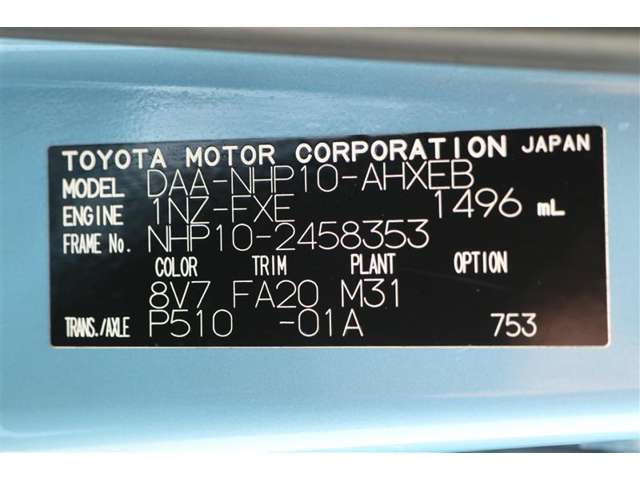 TOYOTA MOTOR CORPORATION JAPAN
MODEL DAA-NHP10-AHXEB
ENGINE 1NZ-FXE 1496 mL
FRAME No. NHP10-2458353
COLOR TRIM PLANT OPTION
8V7 FA20 M31
TRANS./AXLE P510 -01A 753